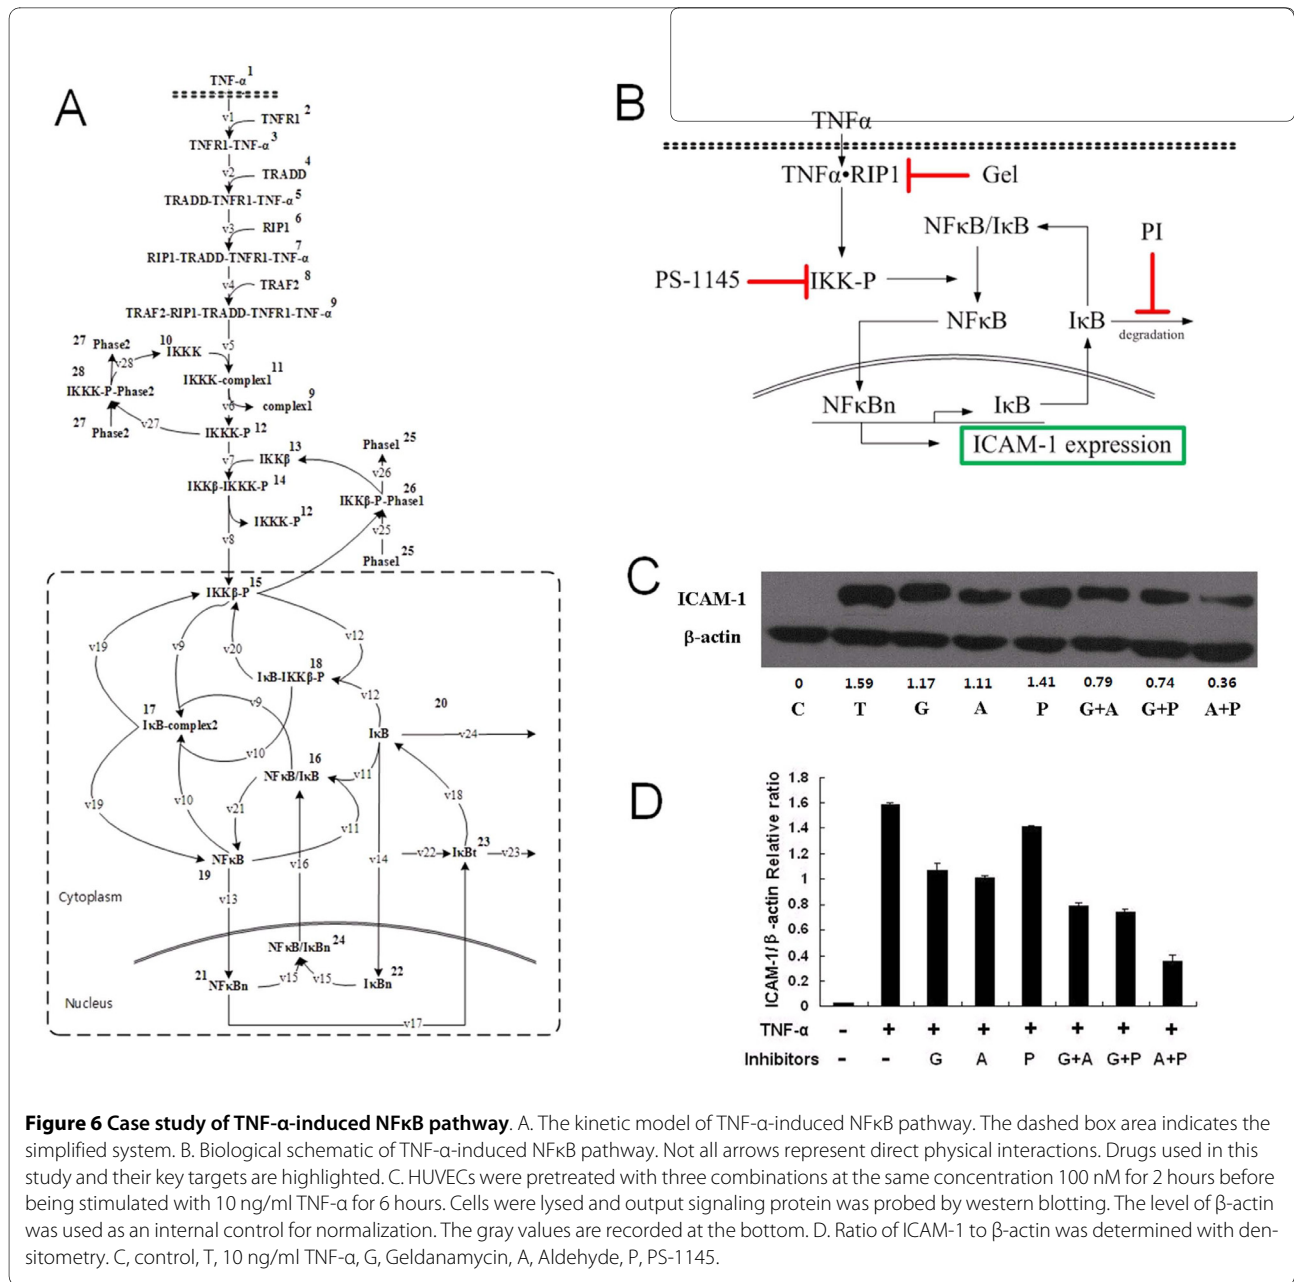 A
TNF-α 1
v1
TNFR1 2
TNFR1-TNF-α 3
v2
TRADD 4
TRADD-TNFR1-TNF-α 5
v3
RIP1 6
RIP1-TRADD-TNFR1-TNF-α 7
v4
TRAF2 8
TRAF2-RIP1-TRADD-TNFR1-TNF-α 9
v5
27 Phase2
v28
10 IKKK
28
IKKK-P-Phase2
IKKK-complex1 11
v6
complex1 9
27
Phase2
v27
IKKK-P 12
v7
IKKβ 13
Phase1 25
v26
IKKβ-IKKK-P 14
IKKβ-P-Phase1 26
IKKK-P 12
v25
v8
Phase1 25
IKKβ-P 15
v19
v9
v20
v12
IκB-IKKβ-P 18
v12
17
IκB-complex2
v9
20
IκB
v24
v10
16
NFκB/IκB
v11
v19
v10
v21
v11
v18
NFκB
19
v16
v14
v22
IκBt 23
v23
Cytoplasm
v13
NFκB/IκBn 24
21
NFκBn
v15
v15
IκBn 22
Nucleus
v17
B
TNFα
TNFα•RIP1
Gel
NFκB/IκB
PI
PS-1145
IKK-P
NFκB
IκB
degradation
NFκBn
IκB
ICAM-1 expression
C
ICAM-1
β-actin
0 1.59 1.17 1.11 1.41 0.79 0.74 0.36
C T G A P G+A G+P A+P
D
ICAM-1/β-actin Relative ratio
1.8
1.6
1.4
1.2
1
0.8
0.6
0.4
0.2
0
TNF-α - + + + + + + +
Inhibitors - - G A P G+A G+P A+P
Figure 6 Case study of TNF-α-induced NFκB pathway. A. The kinetic model of TNF-α-induced NFκB pathway. The dashed box area indicates the
simplified system. B. Biological schematic of TNF-α-induced NFκB pathway. Not all arrows represent direct physical interactions. Drugs used in this
study and their key targets are highlighted. C. HUVECs were pretreated with three combinations at the same concentration 100 nM for 2 hours before
being stimulated with 10 ng/ml TNF-α for 6 hours. Cells were lysed and output signaling protein was probed by western blotting. The level of β-actin
was used as an internal control for normalization. The gray values are recorded at the bottom. D. Ratio of ICAM-1 to β-actin was determined with den-
sitometry. C, control, T, 10 ng/ml TNF-α, G, Geldanamycin, A, Aldehyde, P, PS-1145.